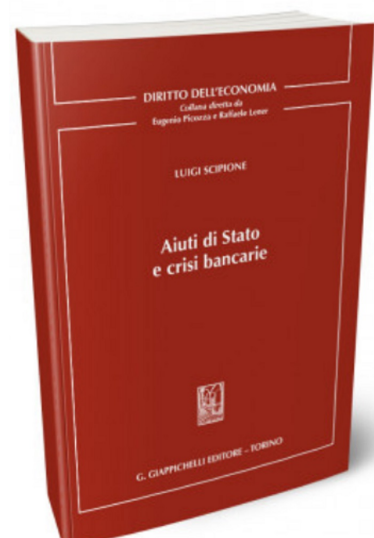 DIRITTO DELL'ECONOMIA
Collana diretta da
Eugenio Picozza e Raffaele Lener
LUIGI SCIPIONE
Aiuti di Stato
e crisi bancarie
G. GIAPPICHELLI EDITORE – TORINO